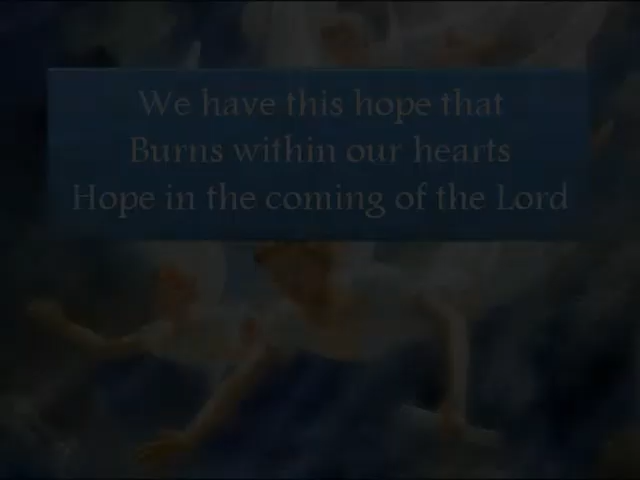 We have this hope that
Burns within our hearts
Hope in the coming of the Lord